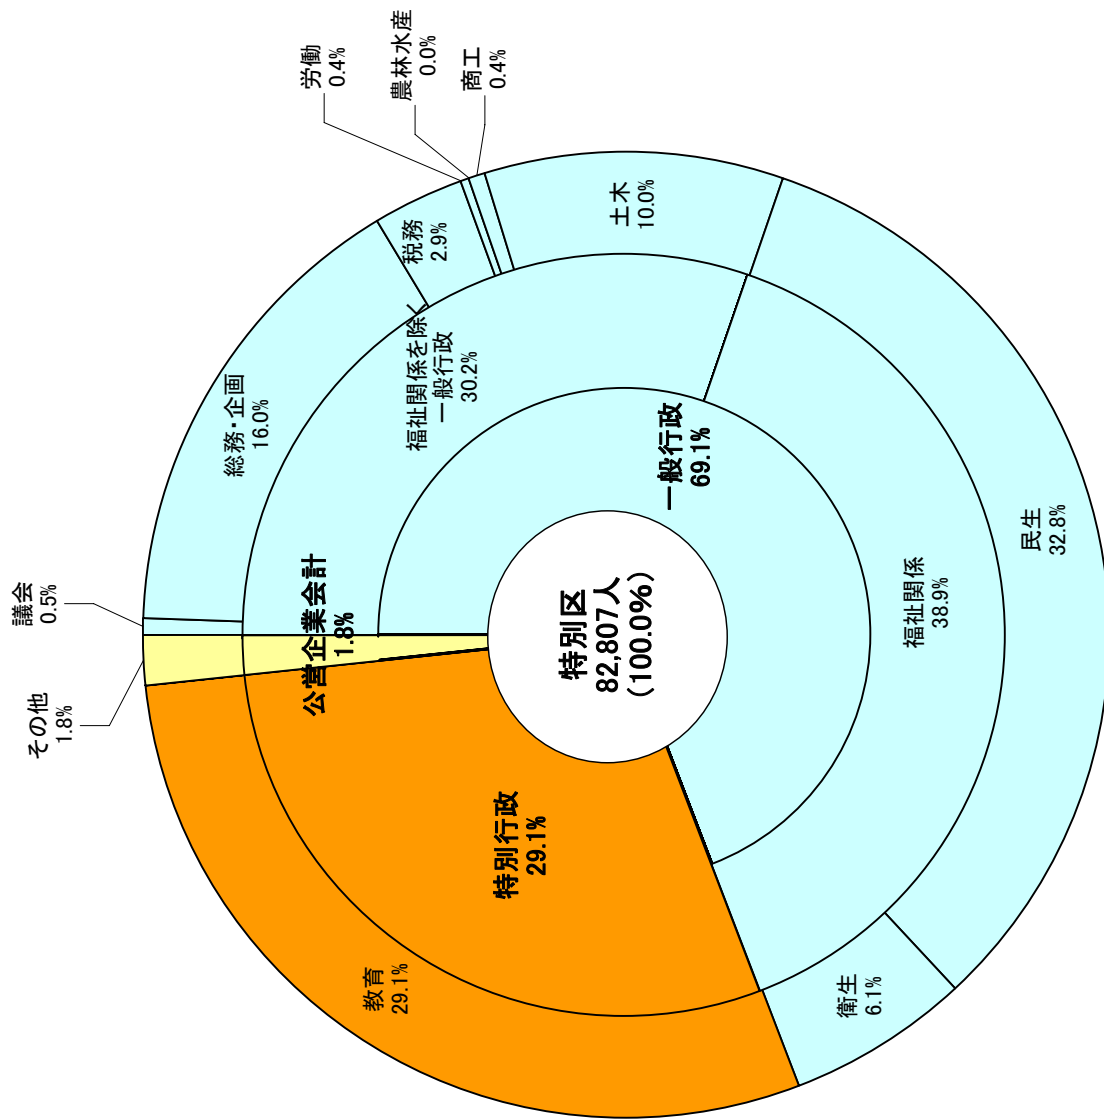 特別区
82,807人
(100.0%)
一般行政
69.1%
福祉関係を除く
一般行政
30.2%
議会
0.5%
総務・企画
16.0%
税務
2.9%
労働
0.4%
農林水産
0.0%
商工
0.4%
土木
10.0%
福祉関係
38.9%
民生
32.8%
衛生
6.1%
特別行政
29.1%
教育
29.1%
公営企業会計
1.8%
その他
1.8%